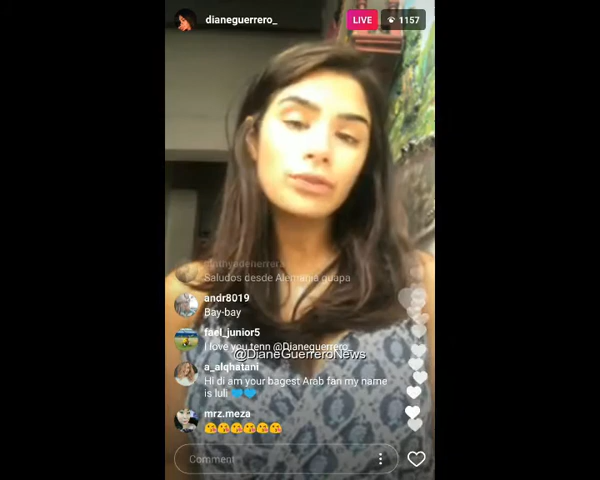 dianeguerrero_
LIVE
1157
Saludos desde Alemania guapa
andr8019
Bay-bay
fael_junior5
I love you tenn @Dianeguerrero
@DianeGuerreroNews
a_alqhatani
Hi di am your bagest Arab fan my name
is luli 💙💙
mrz.meza
😘😘😘😘😘😘
Comment